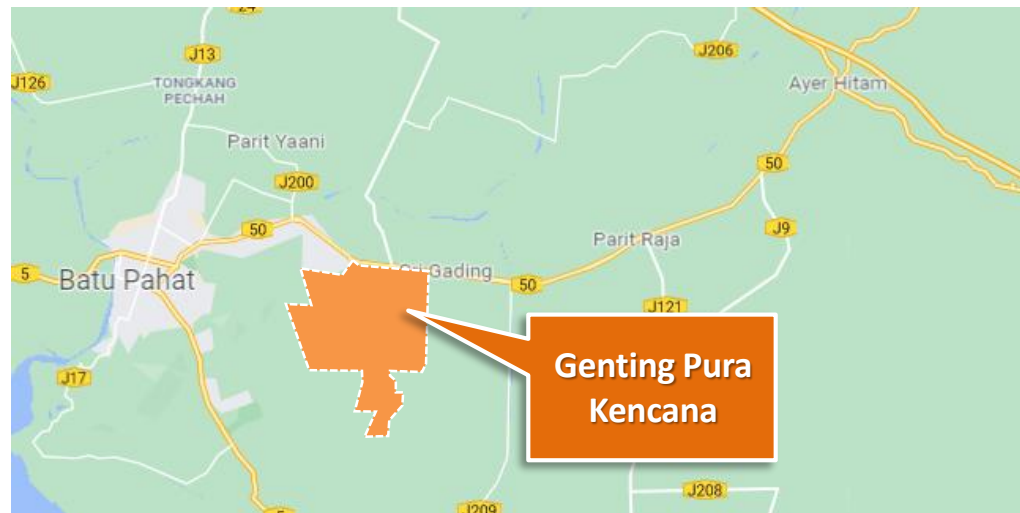 24
J13
J206
J126
TONGKANG
PECHAH
Ayer Hitam
Parit Yaani
50
J200
50
J9
Parit Raja
5
Batu Pahat
Sri Gading
50
J121
Genting Pura
Kencana
J17
J208
J209
5